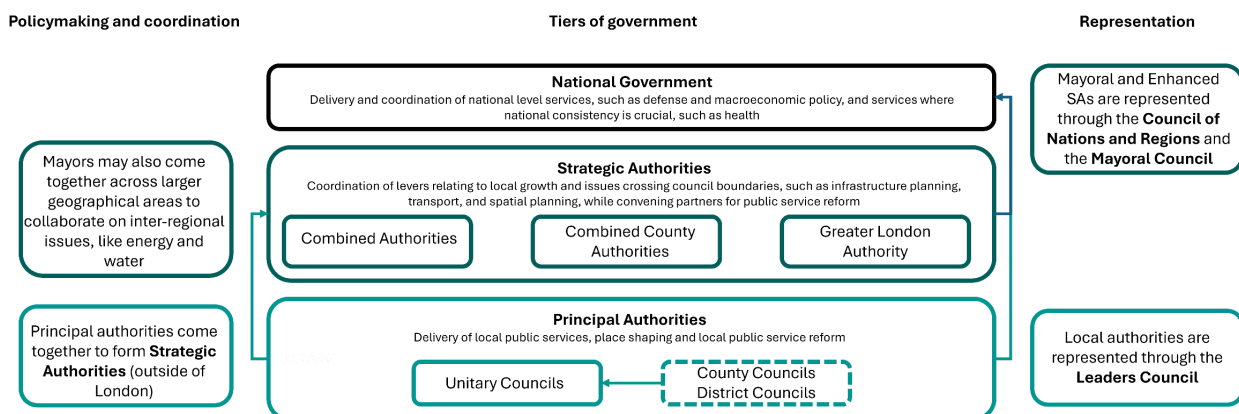 Policymaking and coordination
Tiers of government
Representation
National Government
Delivery and coordination of national level services, such as defense and macroeconomic policy, and services where
national consistency is crucial, such as health
Mayoral and Enhanced
SAs are represented
through the Council of
Nations and Regions and
the Mayoral Council
Mayors may also come
together across larger
geographical areas to
collaborate on inter-regional
issues, like energy and
water
Strategic Authorities
Coordination of levers relating to local growth and issues crossing council boundaries, such as infrastructure planning,
transport, and spatial planning, while convening partners for public service reform
Combined Authorities
Combined County
Authorities
Greater London
Authority
Principal authorities come
together to form Strategic
Authorities (outside of
London)
Principal Authorities
Delivery of local public services, place shaping and local public service reform
Unitary Councils
County Councils
District Councils
Local authorities are
represented through the
Leaders Council